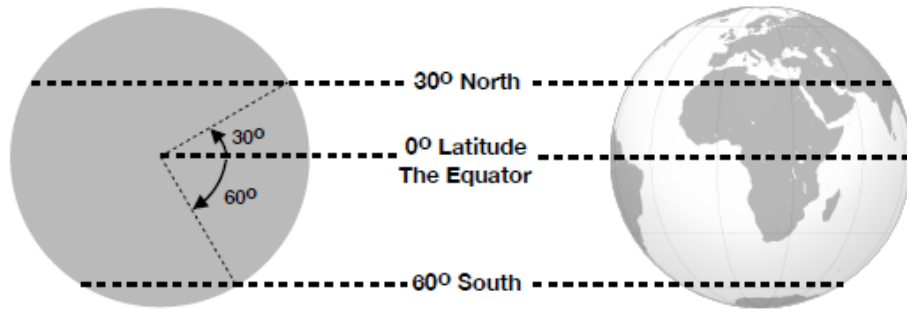 30º North
30º
0º Latitude
The Equator
60º
60º South